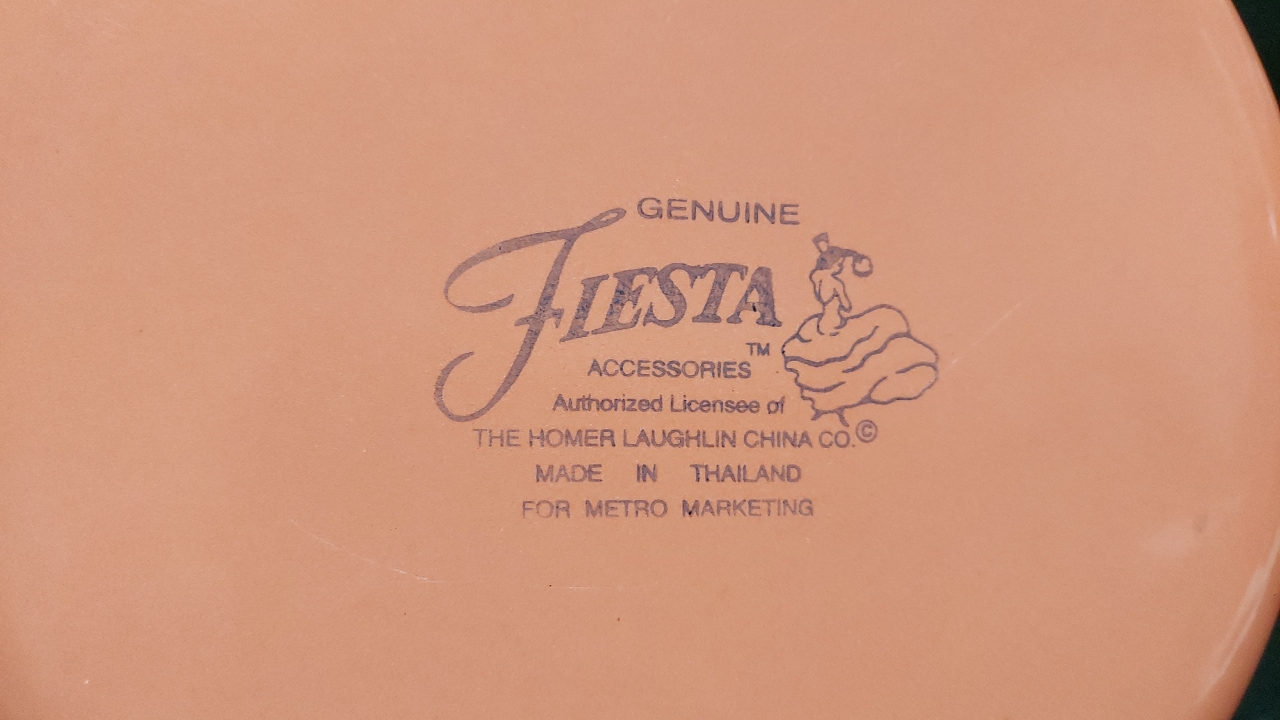 GENUINE
FIESTA
ACCESSORIES™
Authorized Licensee of
THE HOMER LAUGHLIN CHINA CO.©
MADE IN THAILAND
FOR METRO MARKETING